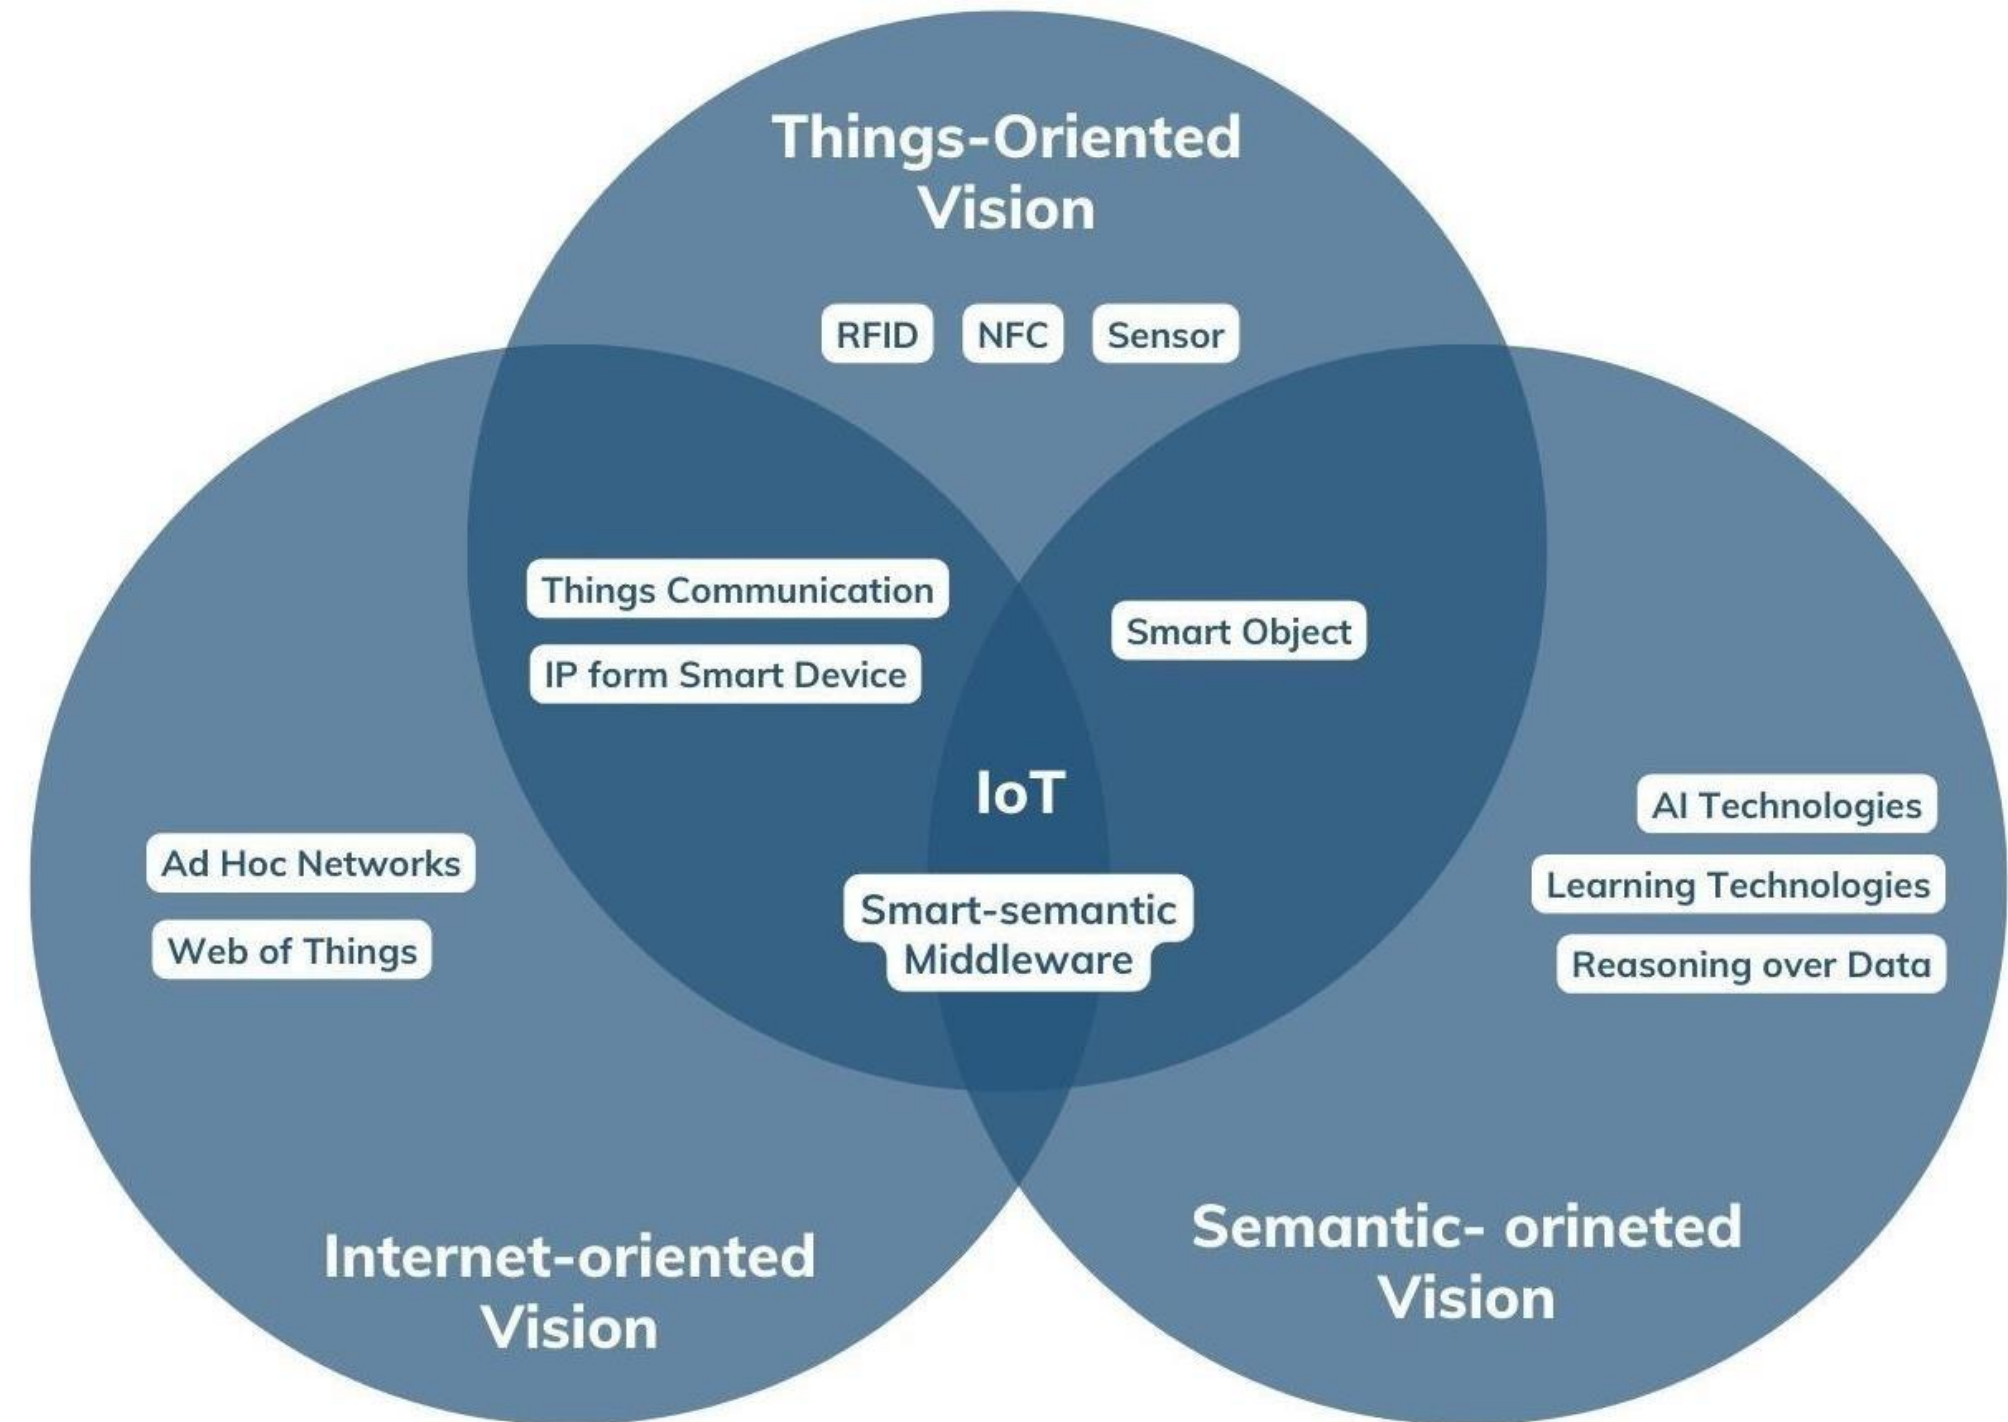 Things-Oriented
Vision
RFID NFC Sensor
Things Communication
IP form Smart Device
Smart Object
IoT
Smart-semantic
Middleware
Ad Hoc Networks
Web of Things
AI Technologies
Learning Technologies
Reasoning over Data
Internet-oriented
Vision
Semantic- orineted
Vision